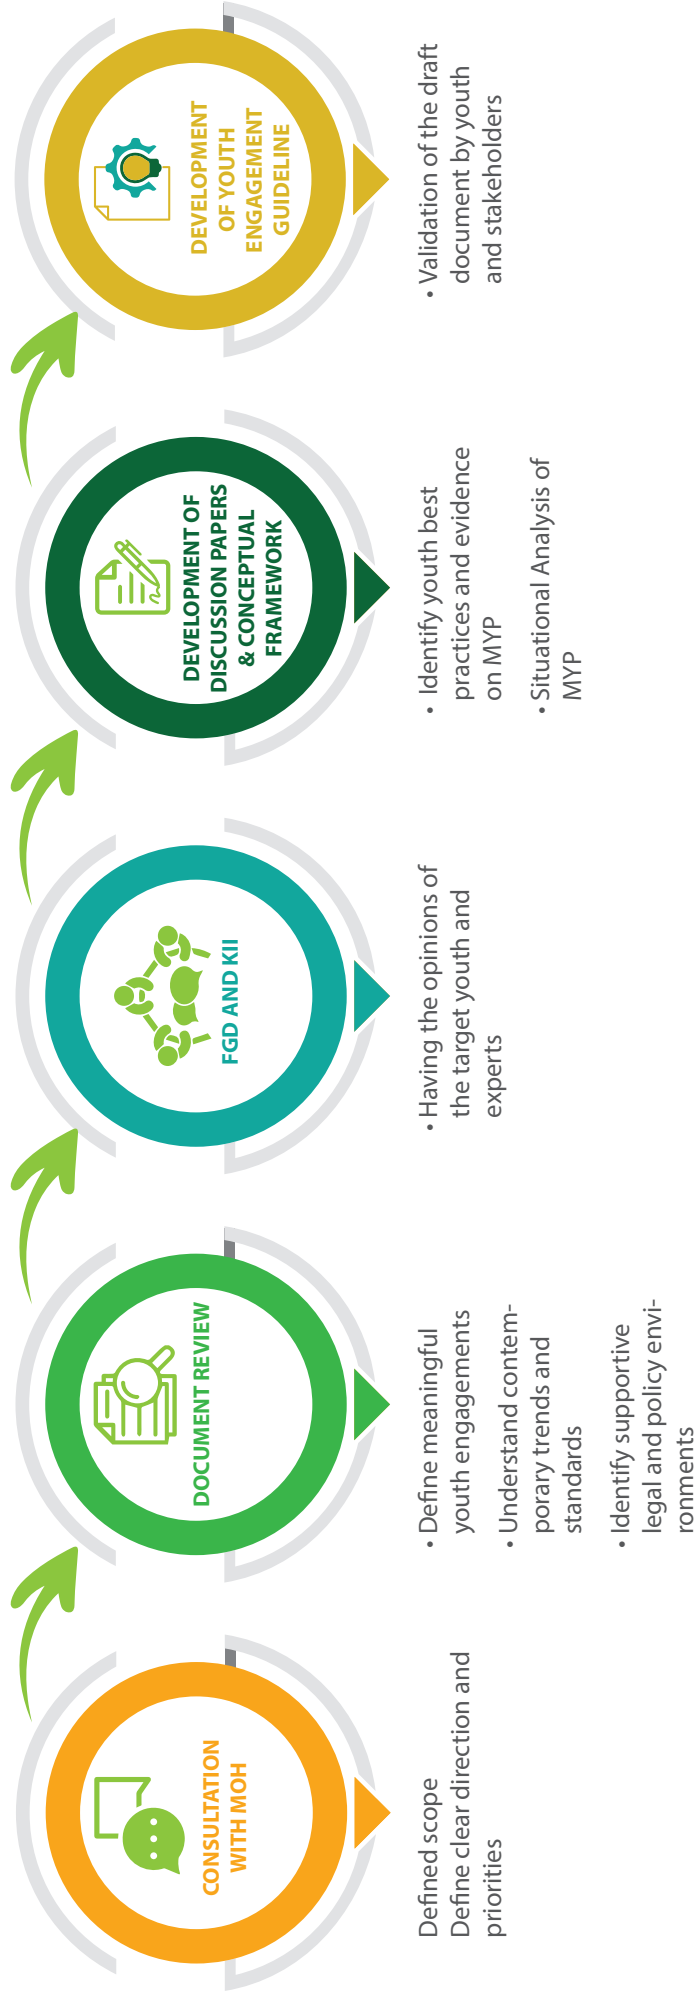 CONSULTATION
WITH MOH
Defined scope
Define clear direction and
priorities
DOCUMENT REVIEW
• Define meaningful
youth engagements
• Understand contem-
porary trends and
standards
• Identify supportive
legal and policy envi-
ronments
FGD AND KII
• Having the opinions of
the target youth and
experts
DEVELOPMENT OF
DISCUSSION PAPERS
& CONCEPTUAL
FRAMEWORK
• Identify youth best
practices and evidence
on MYP
• Situational Analysis of
MYP
DEVELOPMENT
OF YOUTH
ENGAGEMENT
GUIDELINE
• Validation of the draft
document by youth
and stakeholders